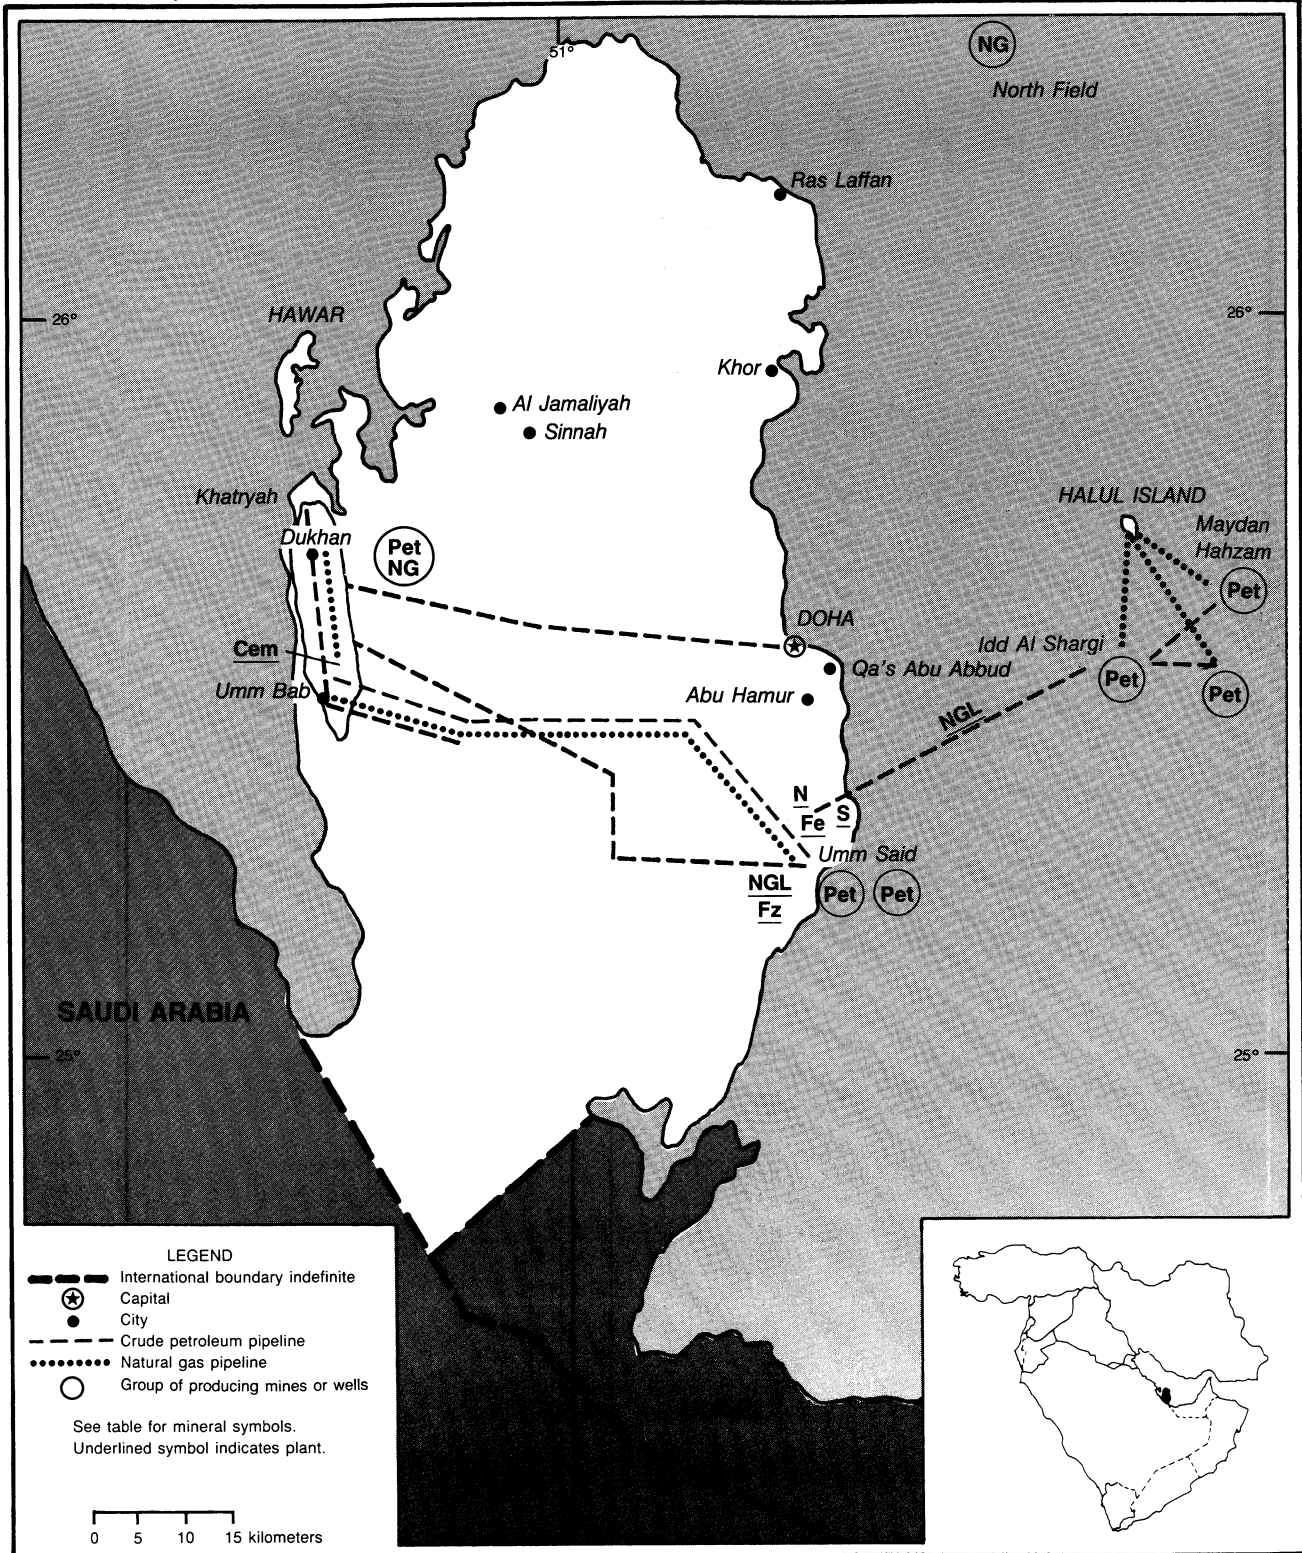 51°
NG
North Field
Ras Laffan
26°
HAWAR
26°
Khor
Al Jamaliyah
Sinnah
Khatryah
HALUL ISLAND
Maydan
Hahzam
Dukhan
Pet
NG
Pet
DOHA
Cem
Idd Al Shargi
Qa's Abu Abbud
Pet
Umm Bab
Abu Hamur
Pet
NGL
N
S
Fe
Umm Said
NGL
Pet
Pet
Fz
SAUDI ARABIA
25°
25°
LEGEND
International boundary indefinite
Capital
City
Crude petroleum pipeline
Natural gas pipeline
Group of producing mines or wells
See table for mineral symbols.
Underlined symbol indicates plant.
0 5 10 15 kilometers